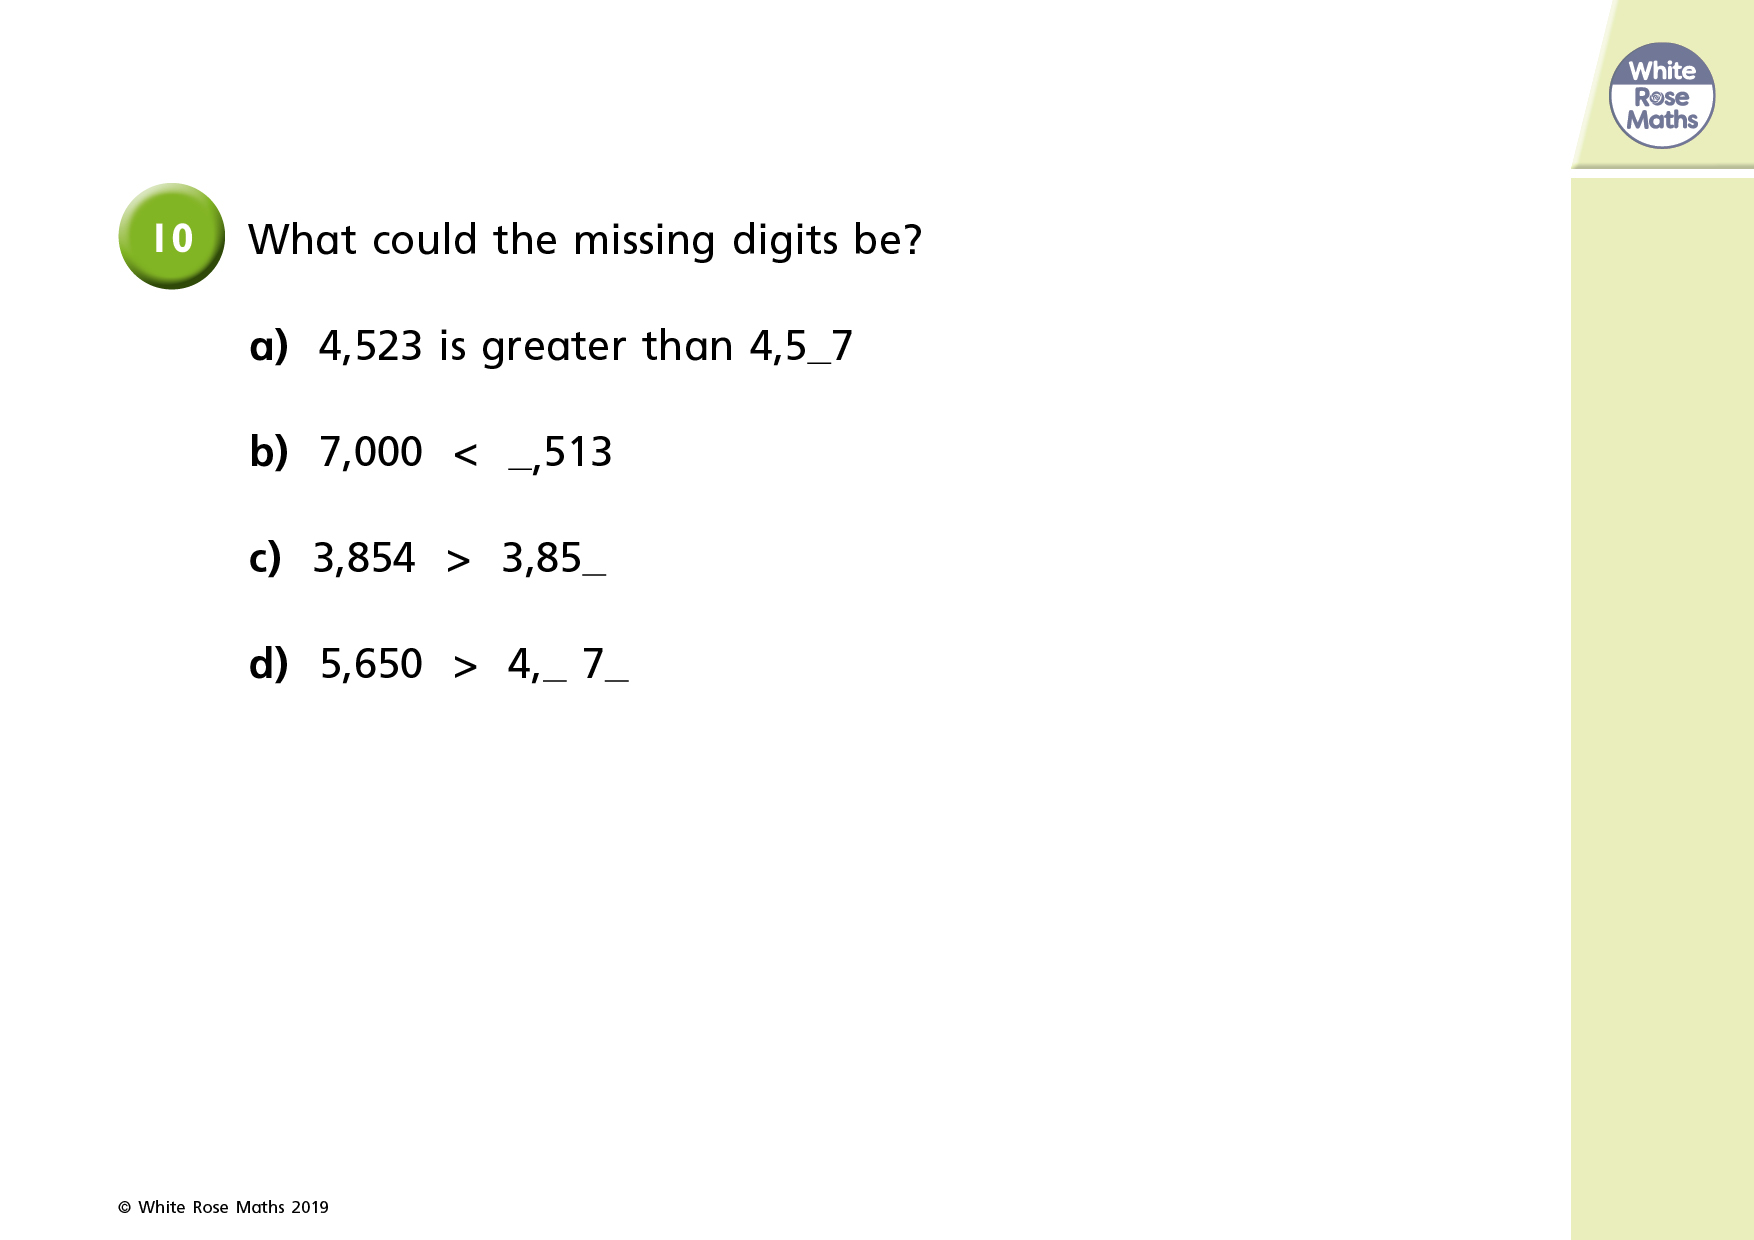 White
Rose
Maths
10 What could the missing digits be?
a) 4,523 is greater than 4,5_7
b) 7,000 < _,513
c) 3,854 > 3,85_
d) 5,650 > 4,_ 7_
© White Rose Maths 2019